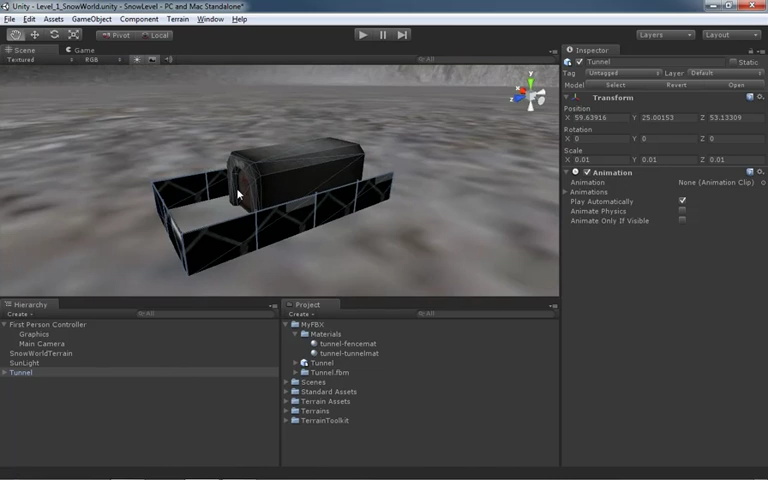 Unity - Level_1_SnowWorld.unity - SnowLevel - PC and Mac Standalone*
File Edit Assets GameObject Component Terrain Window Help
Pivot Local Layers Layout
Scene Game
Textured RGB All
y
x
z
Inspector
Tunnel Static
Tag Untagged Layer Default
Model Select Revert Open
Transform
Position
X 59.63916 Y 25.00153 Z 53.13309
Rotation
X 0 Y 0 Z 0
Scale
X 0.01 Y 0.01 Z 0.01
Animation
Animation None (Animation Clip)
Animations
Play Automatically
Animate Physics
Animate Only If Visible
Hierarchy
Create All
First Person Controller
Graphics
Main Camera
SnowWorldTerrain
SunLight
Tunnel
Project
Create All
MyFBX
Materials
tunnel-fencemat
tunnel-tunnelmat
Tunnel
Tunnel.fbm
Scenes
Standard Assets
Terrain Assets
Terrains
TerrainToolkit